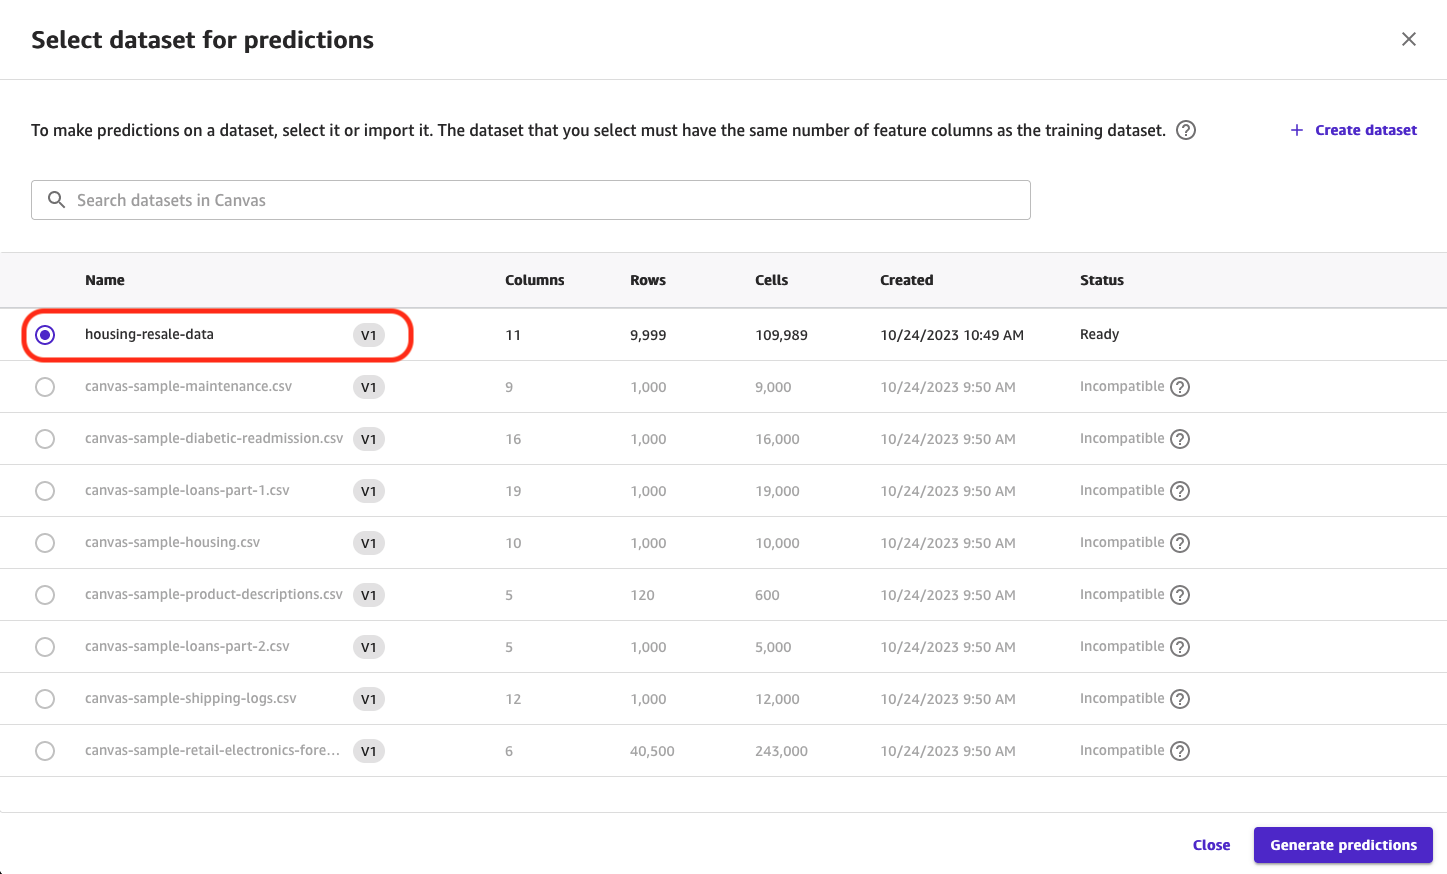 Select dataset for predictions
To make predictions on a dataset, select it or import it. The dataset that you select must have the same number of feature columns as the training dataset. ?
+ Create dataset
Search datasets in Canvas
Name Columns Rows Cells Created Status
housing-resale-data V1 11 9,999 109,989 10/24/2023 10:49 AM Ready
canvas-sample-maintenance.csv V1 9 1,000 9,000 10/24/2023 9:50 AM Incompatible ?
canvas-sample-diabetic-readmission.csv V1 16 1,000 16,000 10/24/2023 9:50 AM Incompatible ?
canvas-sample-loans-part-1.csv V1 19 1,000 19,000 10/24/2023 9:50 AM Incompatible ?
canvas-sample-housing.csv V1 10 1,000 10,000 10/24/2023 9:50 AM Incompatible ?
canvas-sample-product-descriptions.csv V1 5 120 600 10/24/2023 9:50 AM Incompatible ?
canvas-sample-loans-part-2.csv V1 5 1,000 5,000 10/24/2023 9:50 AM Incompatible ?
canvas-sample-shipping-logs.csv V1 12 1,000 12,000 10/24/2023 9:50 AM Incompatible ?
canvas-sample-retail-electronics-fore... V1 6 40,500 243,000 10/24/2023 9:50 AM Incompatible ?
Close Generate predictions